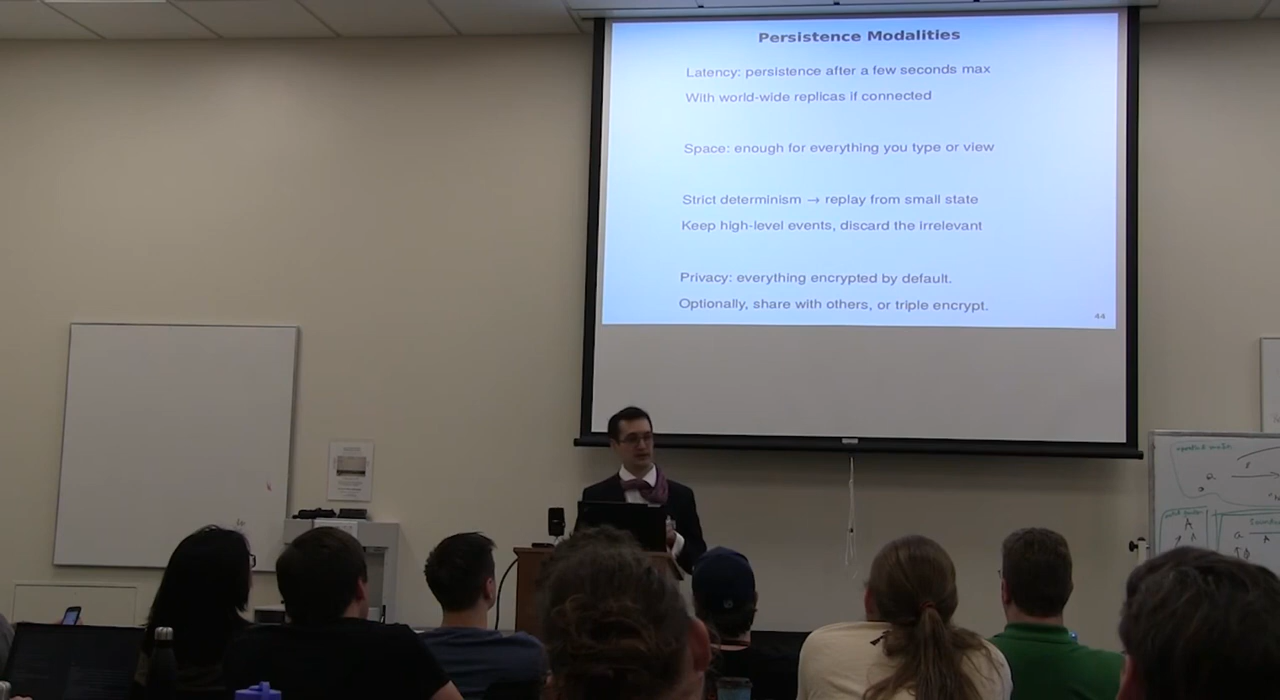 Persistence Modalities
Latency: persistence after a few seconds max
With world-wide replicas if connected
Space: enough for everything you type or view
Strict determinism → replay from small state
Keep high-level events, discard the irrelevant
Privacy: everything encrypted by default.
Optionally, share with others, or triple encrypt.
44